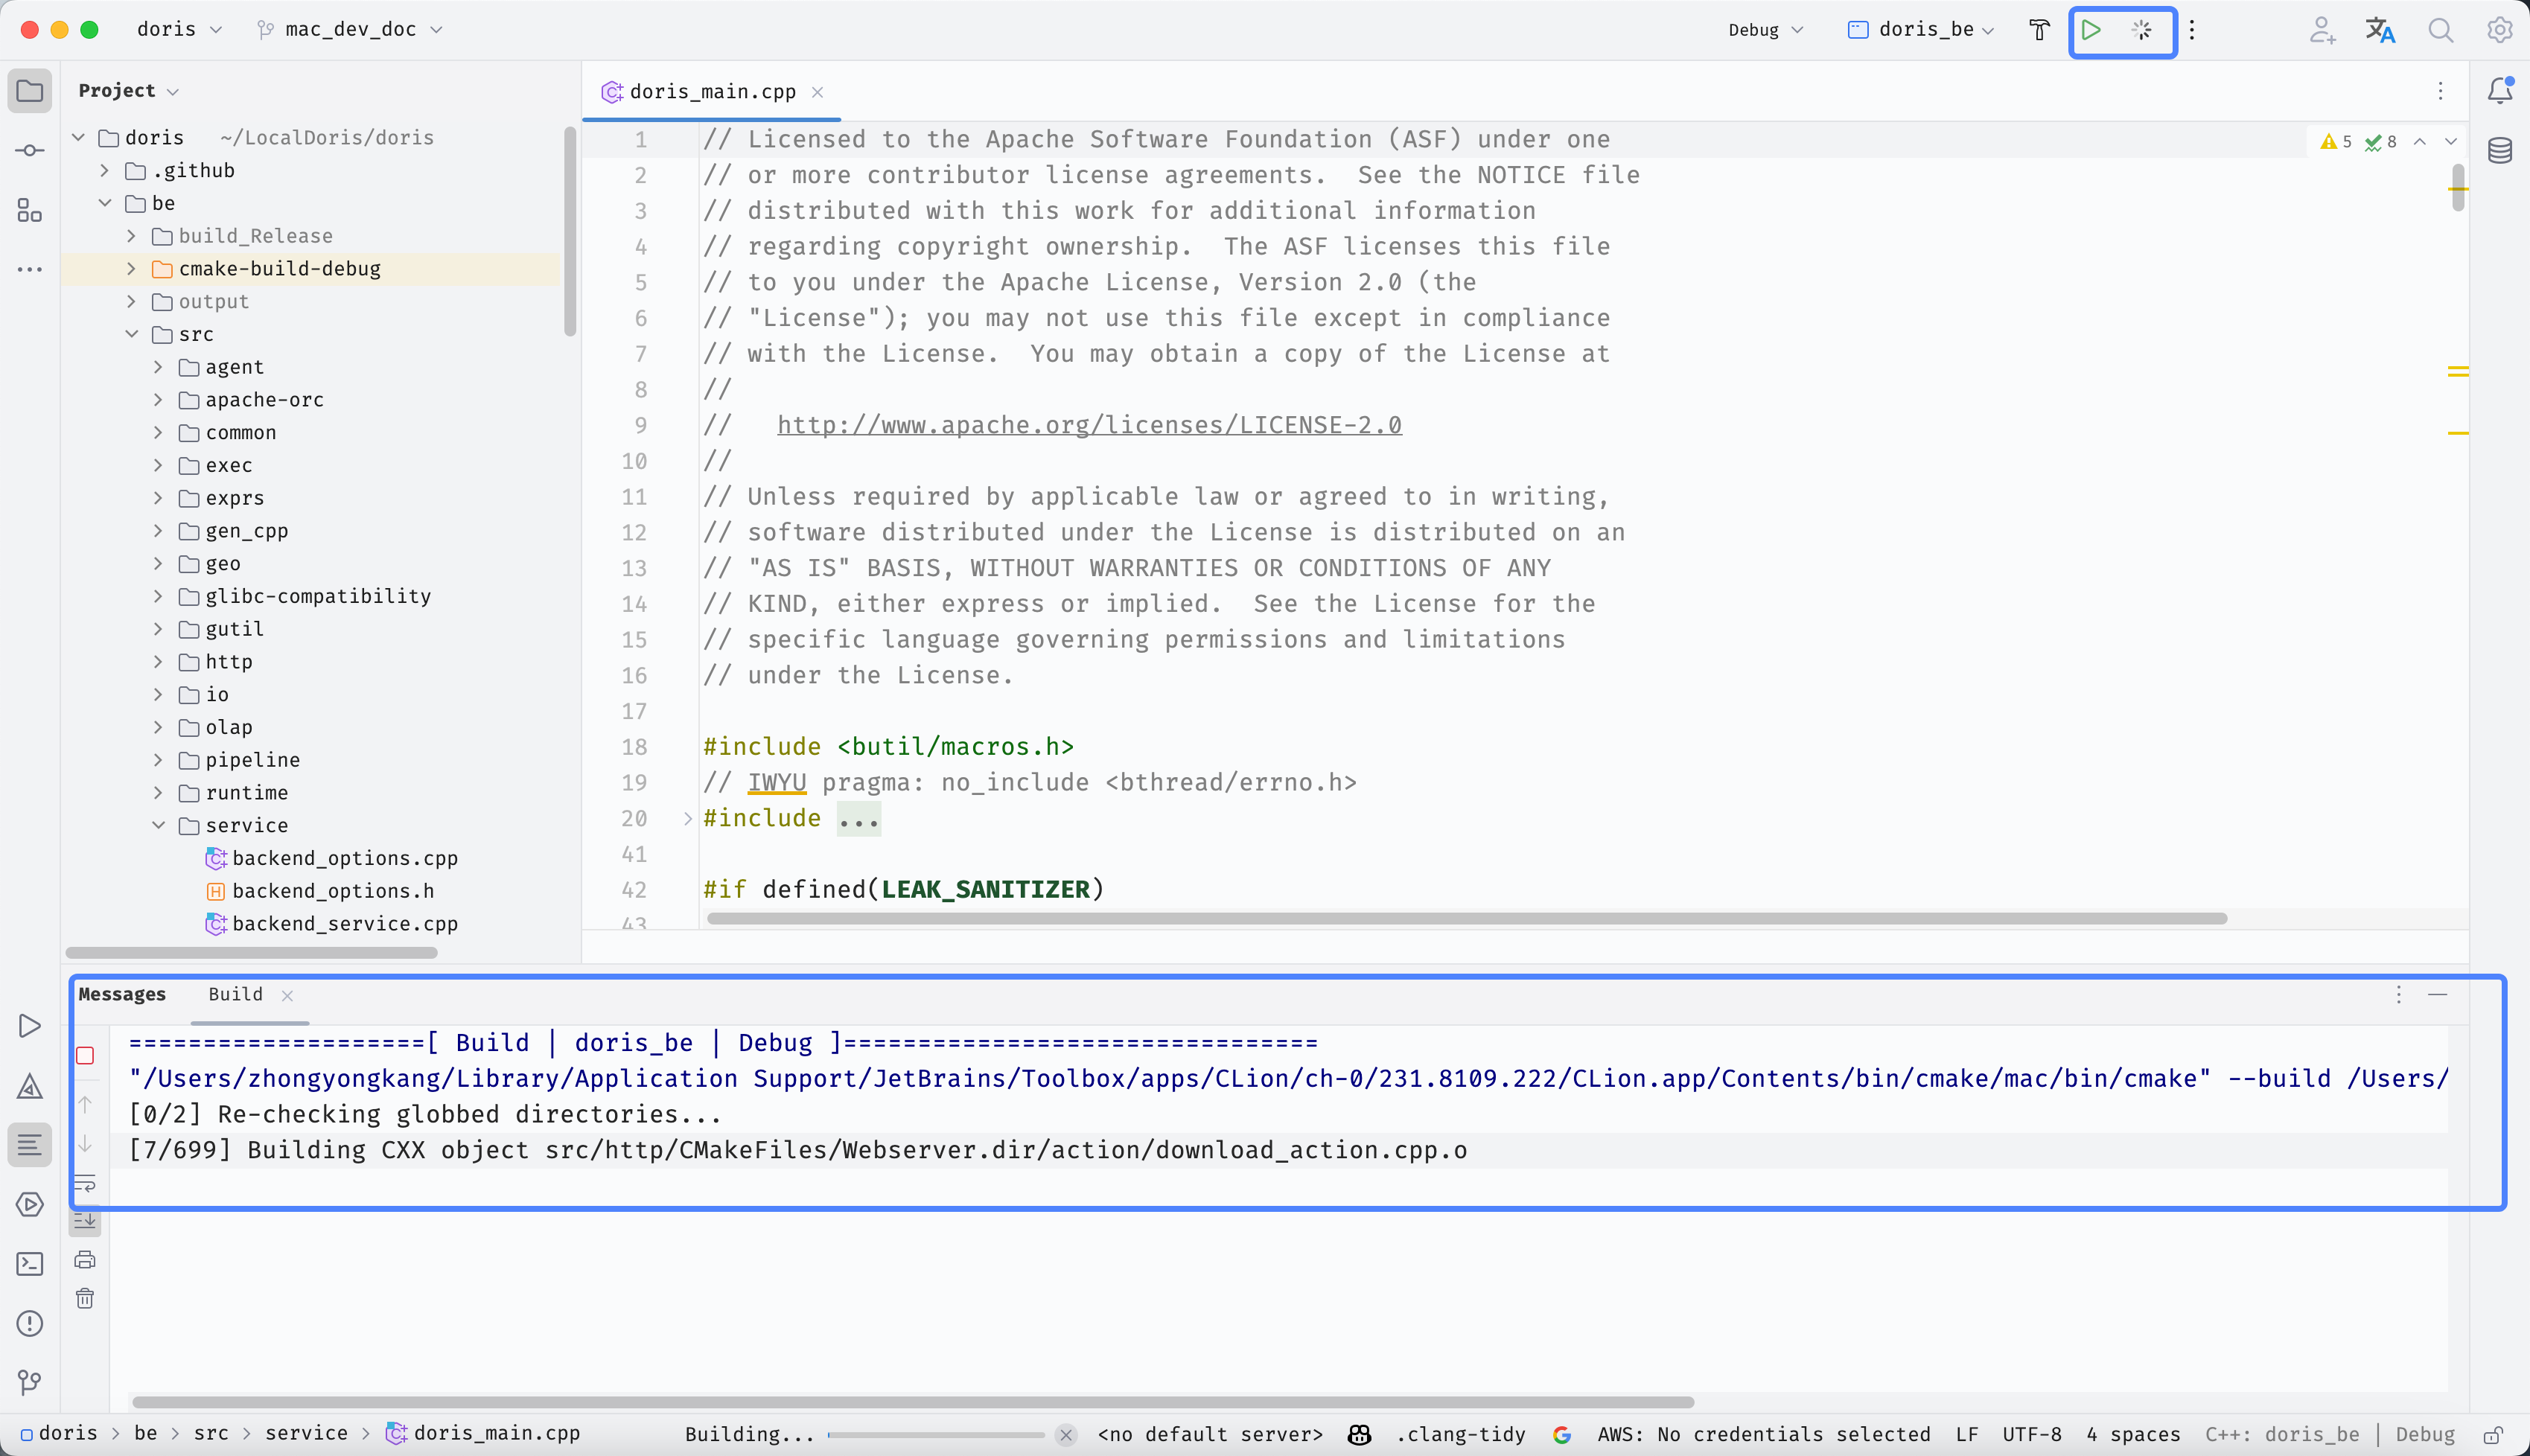 doris mac_dev_doc Debug doris_be
Project
doris ~/LocalDoris/doris
.github
be
build_Release
cmake-build-debug
output
src
agent
apache-orc
common
exec
exprs
gen_cpp
geo
glibc-compatibility
gutil
http
io
olap
pipeline
runtime
service
backend_options.cpp
backend_options.h
backend_service.cpp
doris_main.cpp
5 8
1 // Licensed to the Apache Software Foundation (ASF) under one
2 // or more contributor license agreements.  See the NOTICE file
3 // distributed with this work for additional information
4 // regarding copyright ownership.  The ASF licenses this file
5 // to you under the Apache License, Version 2.0 (the
6 // "License"); you may not use this file except in compliance
7 // with the License.  You may obtain a copy of the License at
8 //
9 //   http://www.apache.org/licenses/LICENSE-2.0
10 //
11 // Unless required by applicable law or agreed to in writing,
12 // software distributed under the License is distributed on an
13 // "AS IS" BASIS, WITHOUT WARRANTIES OR CONDITIONS OF ANY
14 // KIND, either express or implied.  See the License for the
15 // specific language governing permissions and limitations
16 // under the License.
17
18 #include <butil/macros.h>
19 // IWYU pragma: no_include <bthread/errno.h>
20 #include ...
41
42 #if defined(LEAK_SANITIZER)
43
Messages Build
====================[ Build | doris_be | Debug ]================================
"/Users/zhongyongkang/Library/Application Support/JetBrains/Toolbox/apps/CLion/ch-0/231.8109.222/CLion.app/Contents/bin/cmake/mac/bin/cmake" --build /Users/
[0/2] Re-checking globbed directories...
[7/699] Building CXX object src/http/CMakeFiles/Webserver.dir/action/download_action.cpp.o
doris > be > src > service > doris_main.cpp Building... <no default server> .clang-tidy AWS: No credentials selected LF UTF-8 4 spaces C++: doris_be | Debug